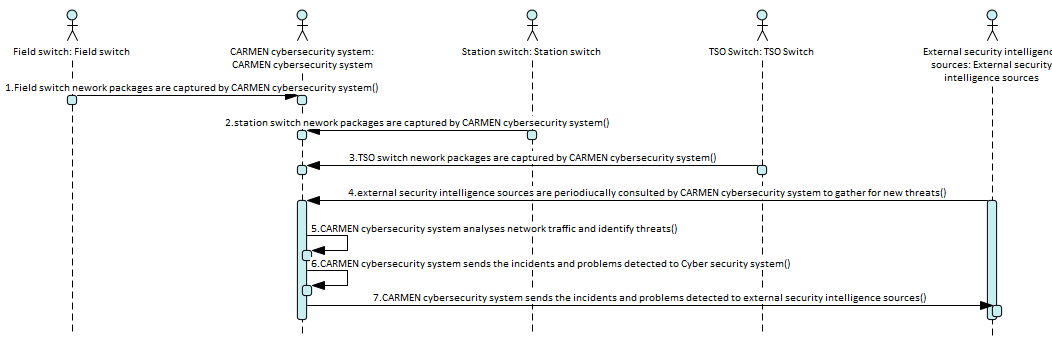 Field switch: Field switch
CARMEN cybersecurity system:
CARMEN cybersecurity system
Station switch: Station switch
TSO Switch: TSO Switch
External security intelligenc
sources: External security
intelligence sources
1.Field switch nework packages are captured by CARMEN cybersecurity system()
2.station switch nework packages are captured by CARMEN cybersecurity system()
3.TSO switch nework packages are captured by CARMEN cybersecurity system()
4.external security intelligence sources are periodiucally consulted by CARMEN cybersecurity system to gather for new threats()
5.CARMEN cybersecurity system analyses network traffic and identify threats()
6.CARMEN cybersecurity system sends the incidents and problems detected to Cyber security system()
7.CARMEN cybersecurity system sends the incidents and problems detected to external security intelligence sources()